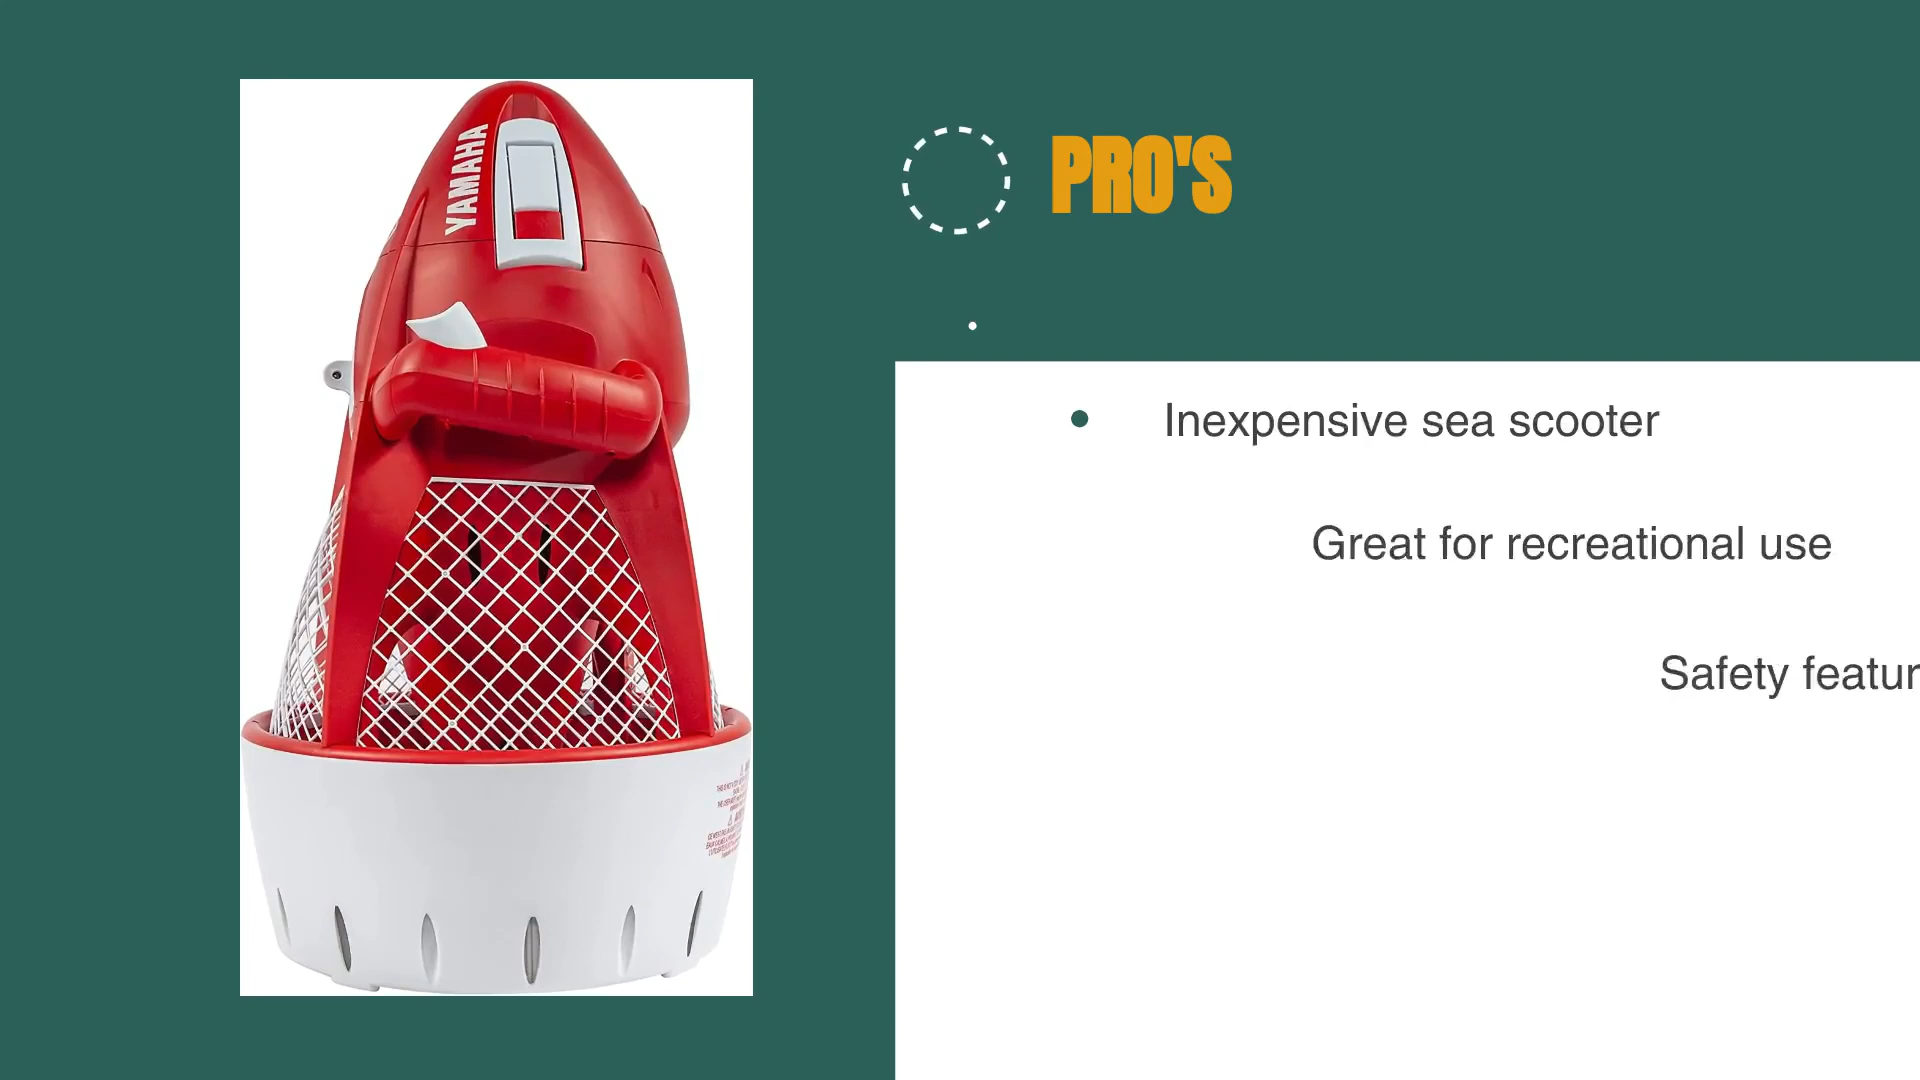 YAMAHA
PRO'S
Inexpensive sea scooter
Great for recreational use
Safety featur